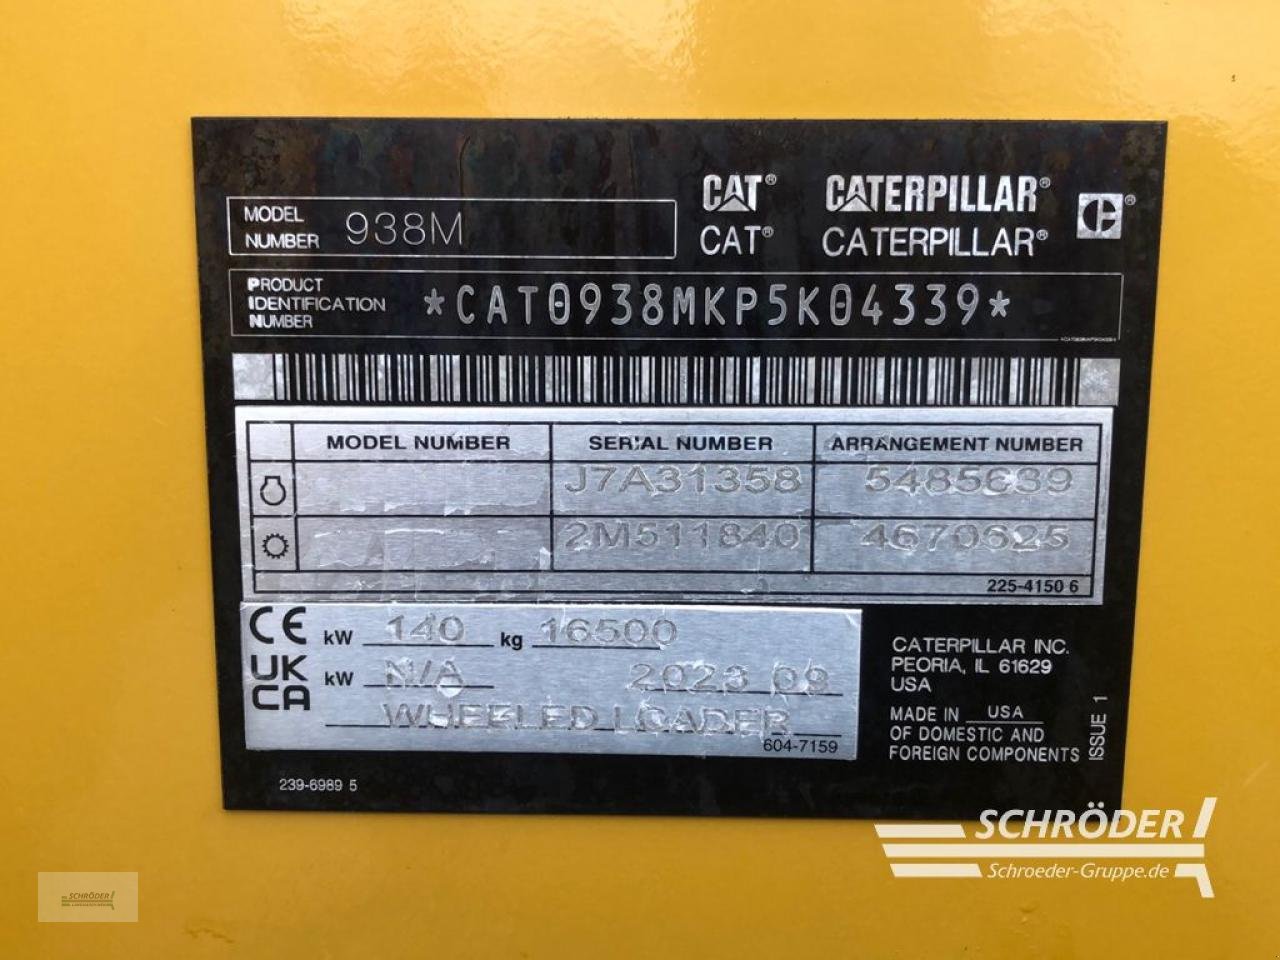 CAT® CATERPILLAR®
CAT® CATERPILLAR®
MODEL NUMBER 938M
PRODUCT IDENTIFICATION NUMBER *CAT0938MKP5K04339*
MODEL NUMBER SERIAL NUMBER ARRANGEMENT NUMBER
J7A31358 5485639
2M511840 4670625
225-4150 6
CE kW 140 kg 16500
UKCA kW N/A 2023 09
WHEELED LOADER
604-7159
239-6989 5
CATERPILLAR INC.
PEORIA, IL 61629
USA
MADE IN USA
OF DOMESTIC AND
FOREIGN COMPONENTS
ISSUE 1
SCHRÖDER
Schroeder-Gruppe.de
SCHRÖDER